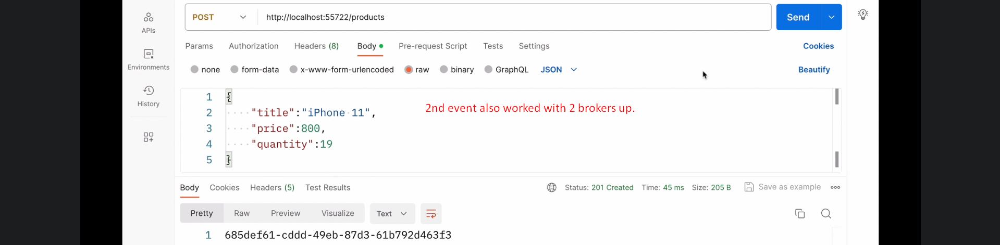 POST
http://localhost:55722/products
Send
APIs
Params Authorization Headers (8) Body Pre-request Script Tests Settings Cookies
Environments
none form-data x-www-form-urlencoded raw binary GraphQL JSON Beautify
History
1 {
2 "title":"iPhone 11",
2nd event also worked with 2 brokers up.
3 "price":800,
4 "quantity":19
5 }
Body Cookies Headers (5) Test Results Status: 201 Created Time: 45 ms Size: 205 B Save as example
Pretty Raw Preview Visualize Text
1 685def61-cddd-49eb-87d3-61b792d463f3